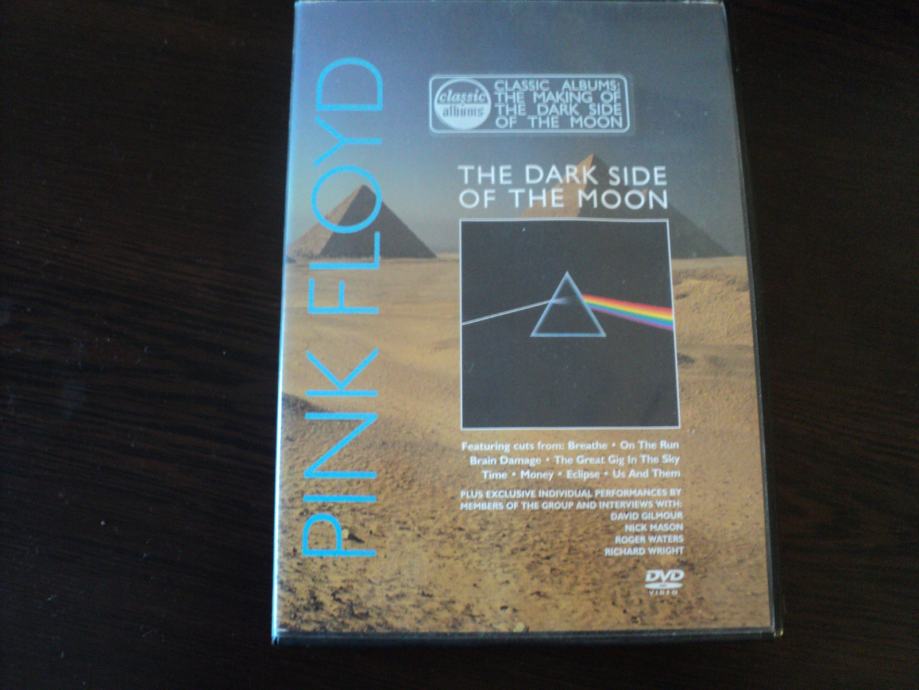 PINK FLOYD
classic
albums
CLASSIC ALBUMS:
THE MAKING OF
THE DARK SIDE
OF THE MOON
THE DARK SIDE
OF THE MOON
Featuring cuts from: Breathe • On The Run
Brain Damage • The Great Gig In The Sky
Time • Money • Eclipse • Us And Them
PLUS EXCLUSIVE INDIVIDUAL PERFORMANCES BY
MEMBERS OF THE GROUP AND INTERVIEWS WITH:
DAVID GILMOUR
NICK MASON
ROGER WATERS
RICHARD WRIGHT
DVD
VIDEO